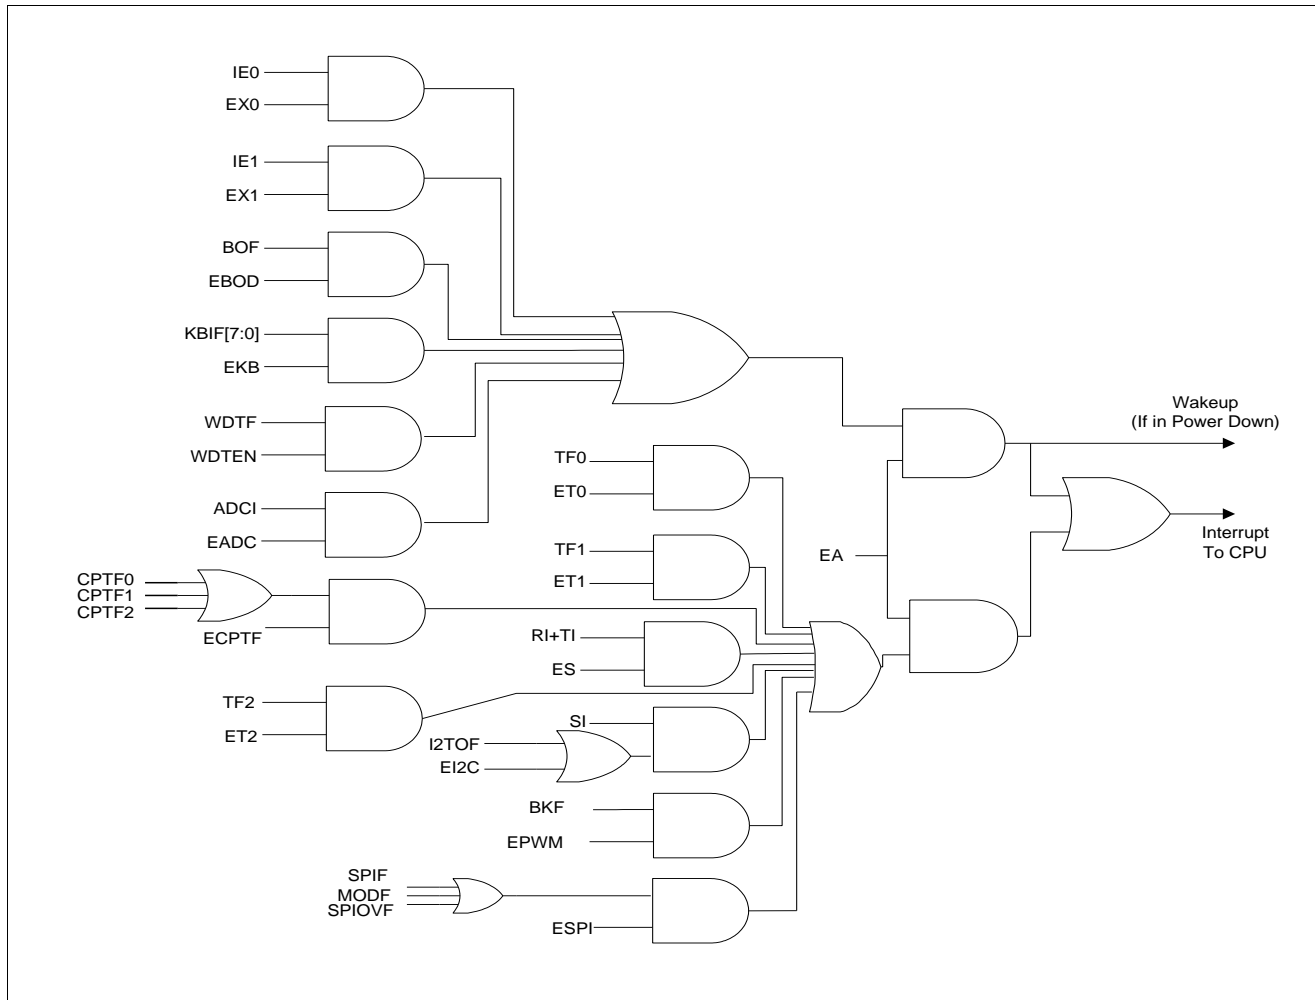 IE0
EX0
IE1
EX1
BOF
EBOD
KBIF[7:0]
EKB
WDTF
WDTEN
ADCI
EADC
CPTF0
CPTF1
CPTF2
ECPTF
TF2
ET2
TF0
ET0
TF1
ET1
RI+TI
ES
SI
I2TOF
EI2C
BKF
EPWM
SPIF
MODF
SPIOVF
ESPI
EA
Wakeup
(If in Power Down)
Interrupt
To CPU